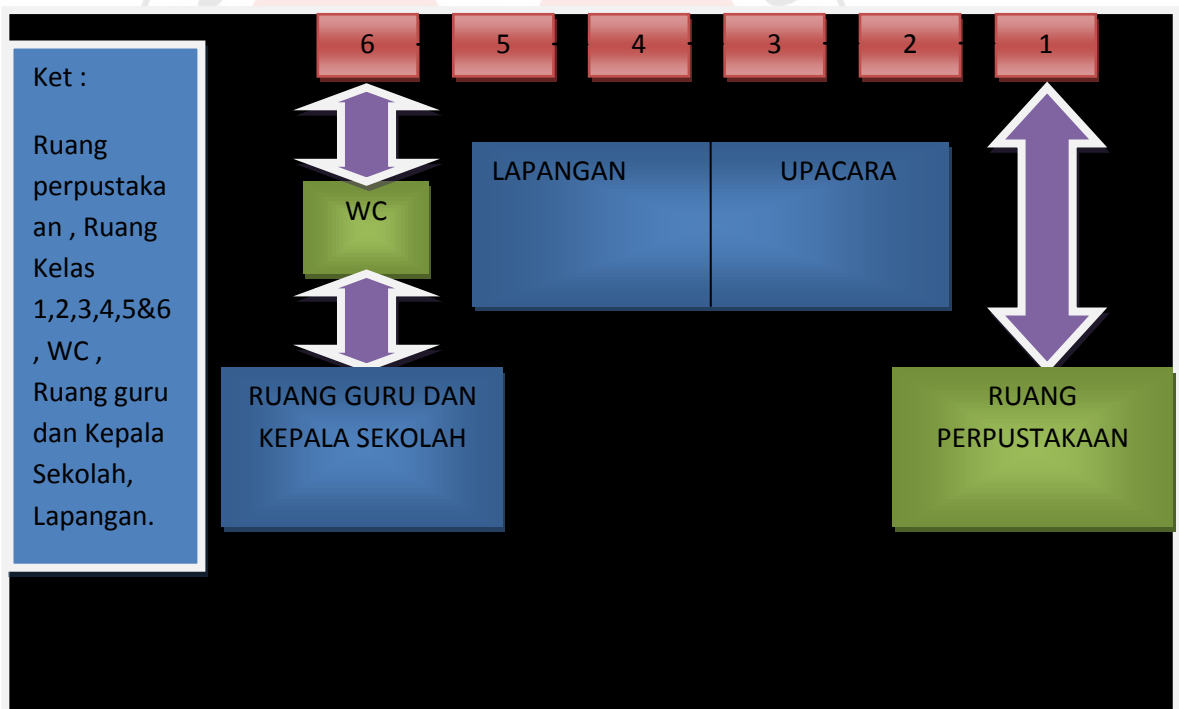 6 5 4 3 2 1
Ket :
Ruang
perpustaka
an , Ruang
Kelas
1,2,3,4,5&6
, WC ,
Ruang guru
dan Kepala
Sekolah,
Lapangan.
LAPANGAN UPACARA
WC
RUANG GURU DAN
KEPALA SEKOLAH
RUANG
PERPUSTAKAAN